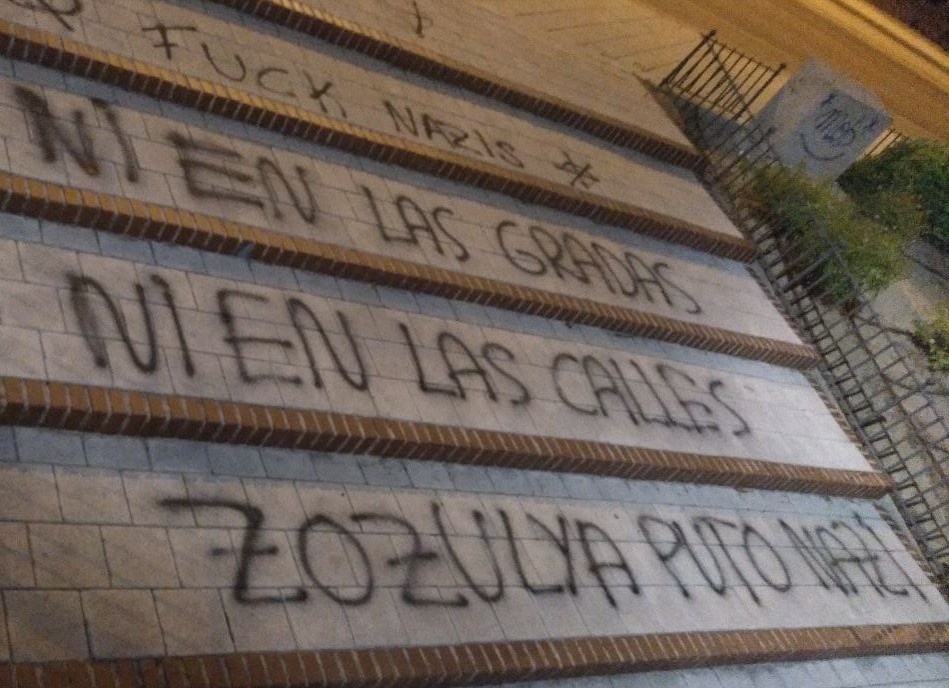 FUCK NAZIS
NI EN LAS GRADAS
NI EN LAS CALLES
ZOZULYA PUTO NAZI